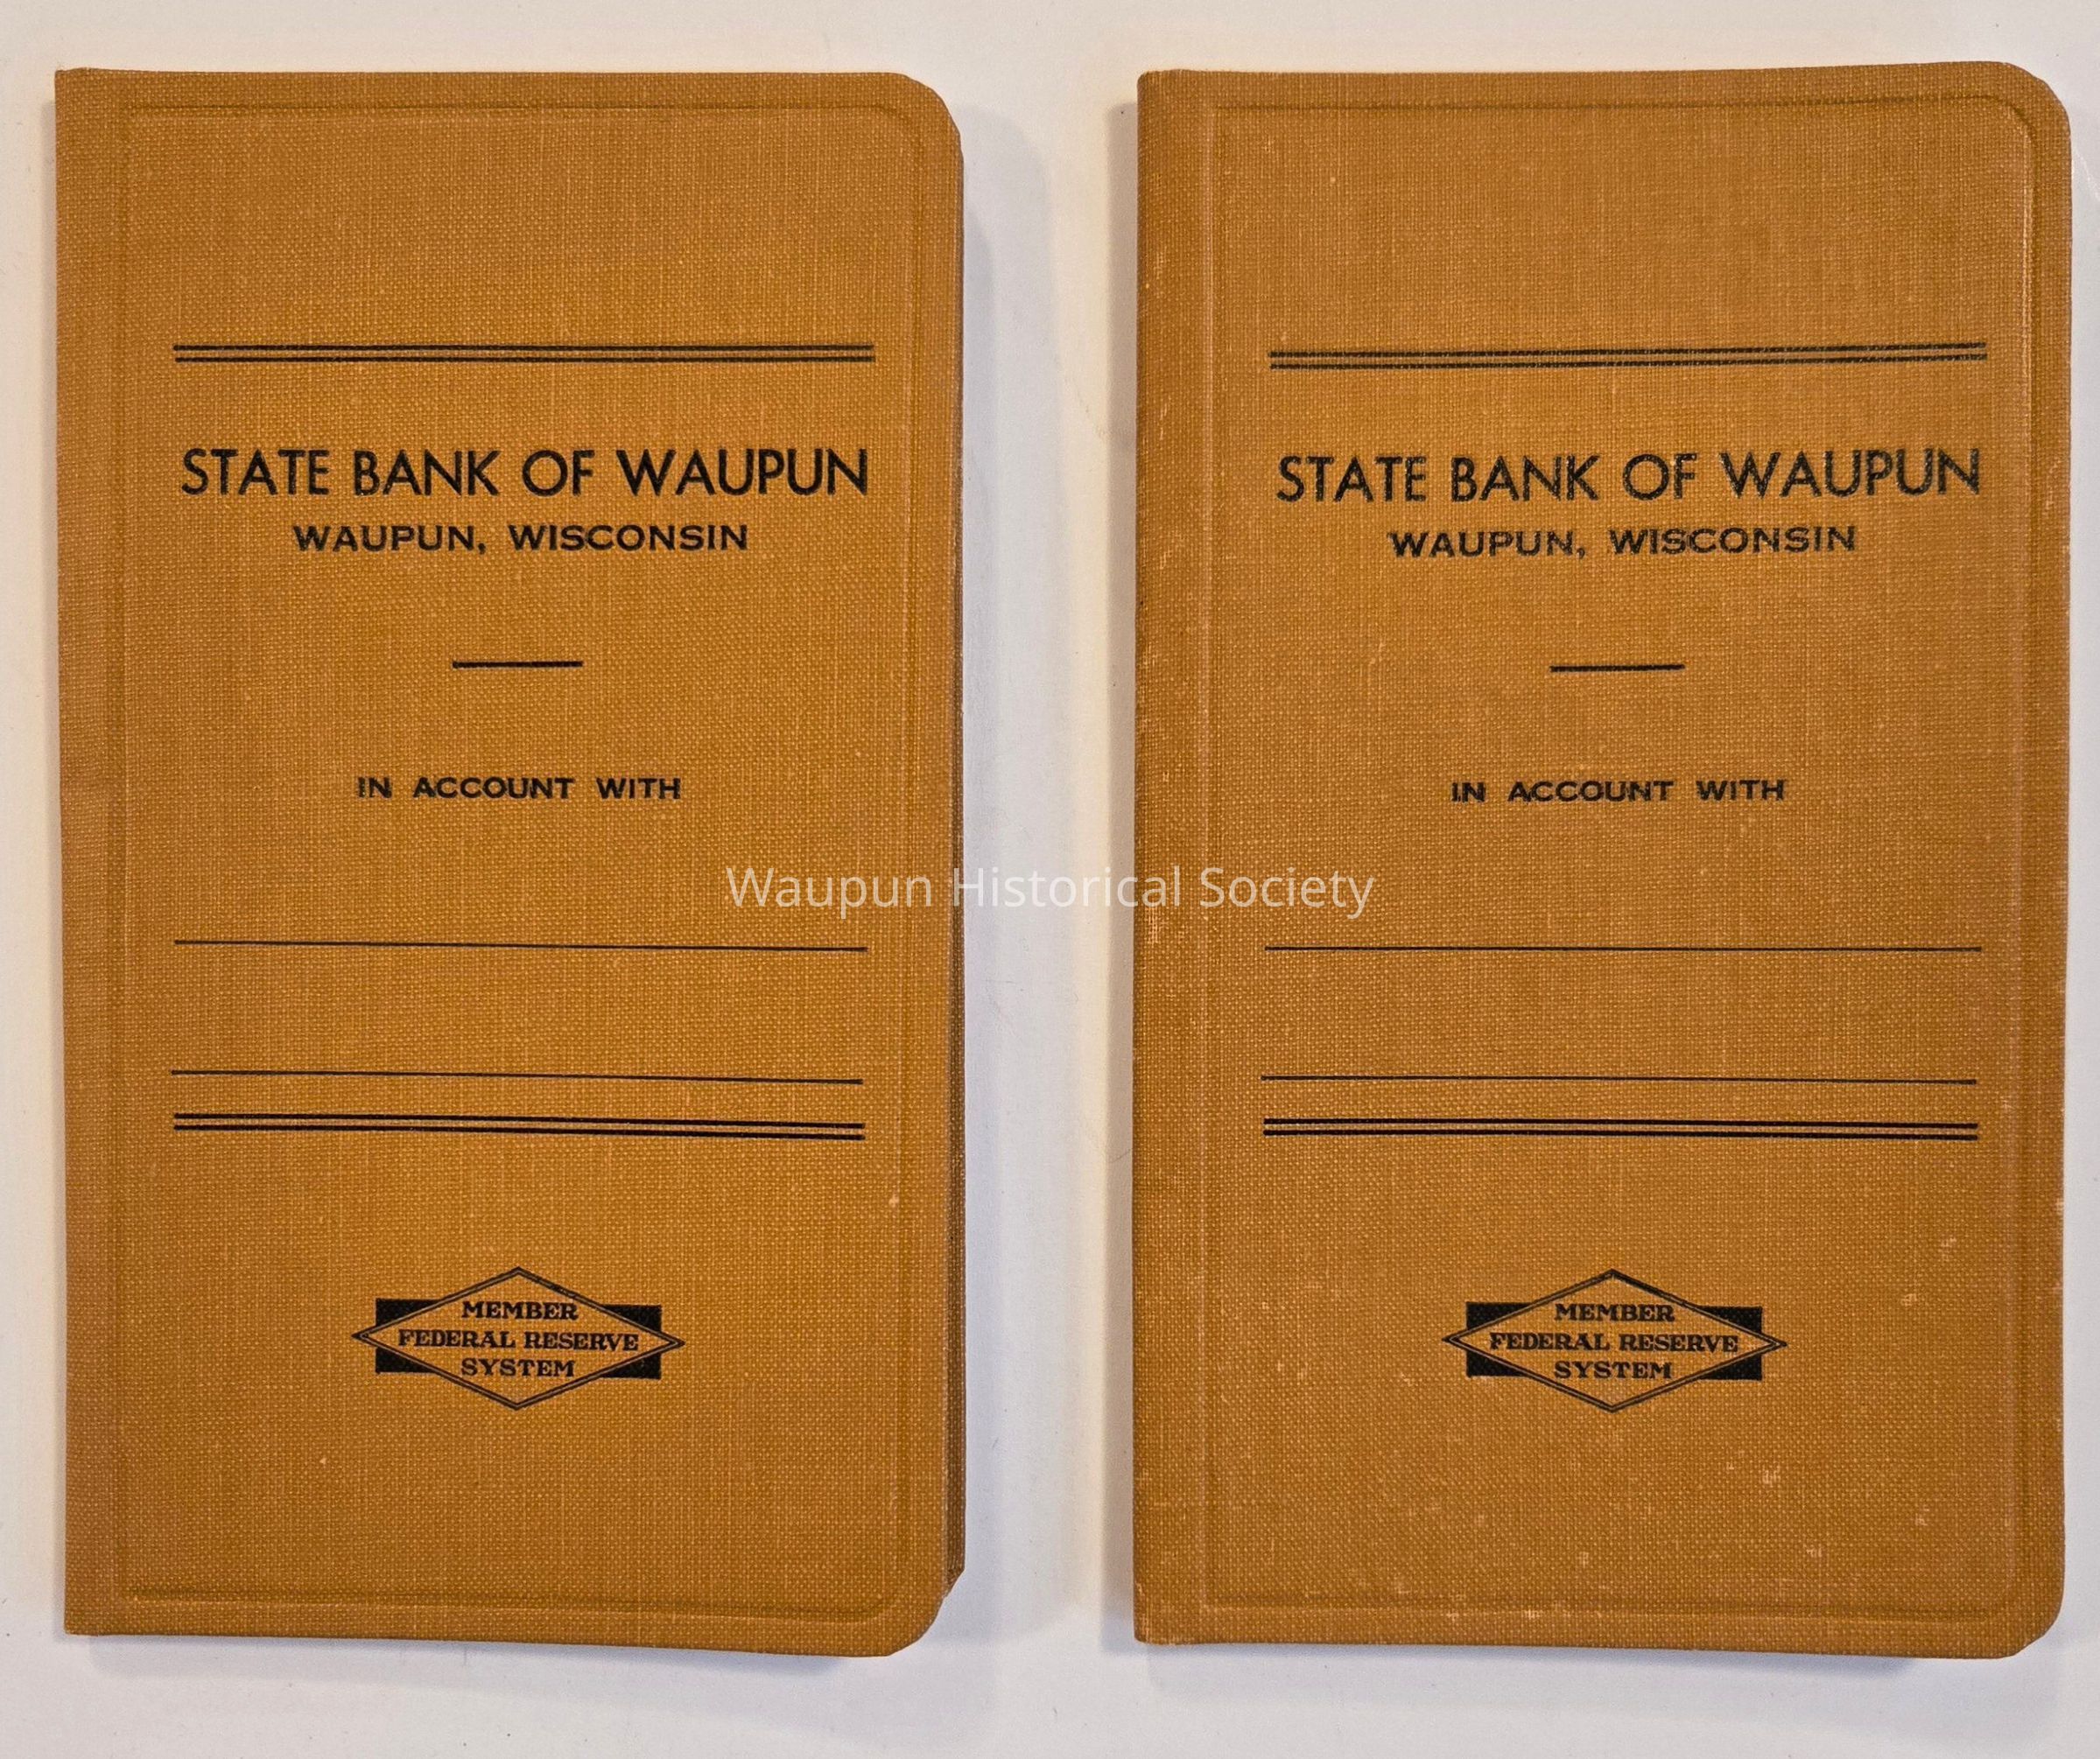 STATE BANK OF WAUPUN
WAUPUN, WISCONSIN
IN ACCOUNT WITH
MEMBER
FEDERAL RESERVE
SYSTEM
STATE BANK OF WAUPUN
WAUPUN, WISCONSIN
IN ACCOUNT WITH
MEMBER
FEDERAL RESERVE
SYSTEM
Waupun Historical Society